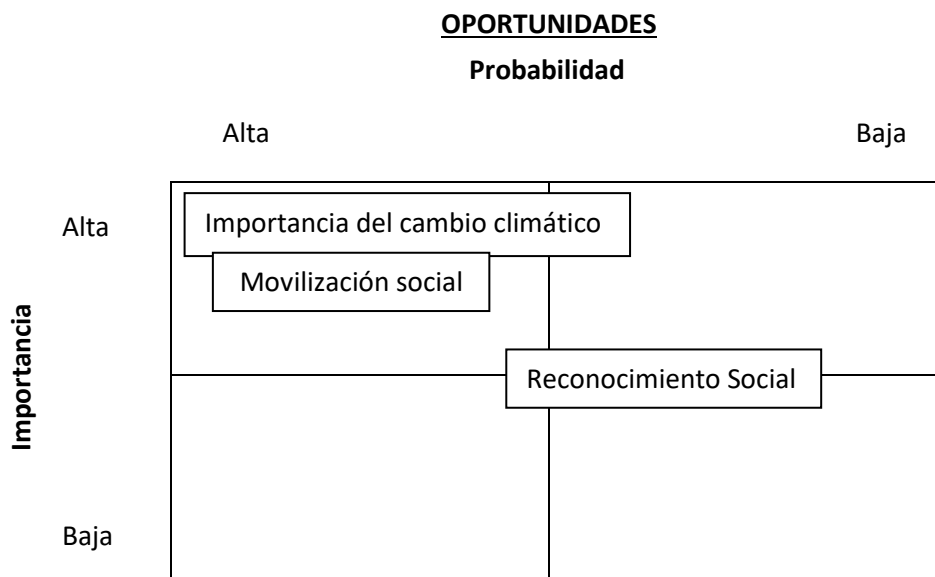 OPORTUNIDADES
Probabilidad
Alta Baja
Alta
Importancia del cambio climático
Movilización social
Importancia
Reconocimiento Social
Baja